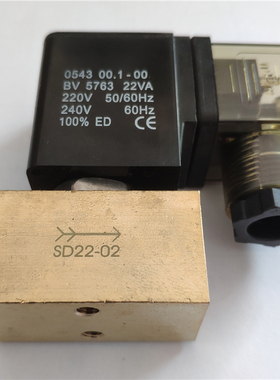 0543 00.1-00
BV 5763 22VA
220V 50/60Hz
240V 60Hz
100% ED CE
SD22-02